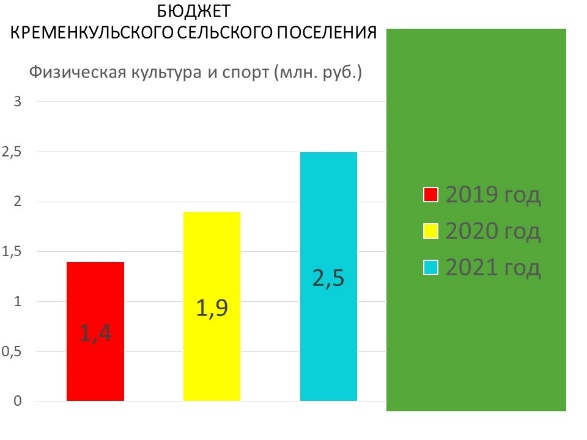 БЮДЖЕТ
КРЕМЕНКУЛЬСКОГО СЕЛЬСКОГО ПОСЕЛЕНИЯ
Физическая культура и спорт (млн. руб.)
3
2,5
2
1,5
1
0,5
0
1,4
1,9
2,5
2019 год
2020 год
2021 год